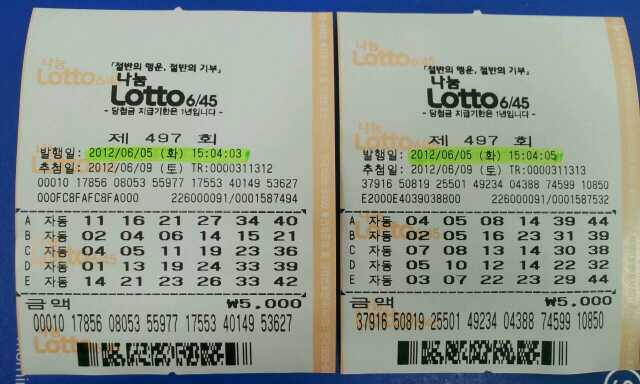 「절반의 행운, 절반의 기부」
나눔
Lotto 6/45
- 당첨금 지급기한은 1년입니다 -
제 497 회
발행일: 2012/06/05 (화) 15:04:03
추첨일: 2012/06/09 (토) TR:0000311312
00010 17856 08053 55977 17553 40149 53627
000FC8FAFC8FA000 226000091/0001587494
A 자동 11 16 21 27 34 40
B 자동 02 04 06 14 15 21
C 자동 04 05 11 19 23 36
D 자동 01 13 19 24 33 39
E 자동 14 21 23 26 33 42
금액 ₩5,000
00010 17856 08053 55977 17553 40149 53627
「절반의 행운, 절반의 기부」
나눔
Lotto 6/45
- 당첨금 지급기한은 1년입니다 -
제 497 회
발행일: 2012/06/05 (화) 15:04:05
추첨일: 2012/06/09 (토) TR:0000311313
37916 50819 25501 49234 04388 74599 10850
E2000E4039038800 226000091/0001587532
A 자동 04 05 08 14 39 44
B 자동 02 05 16 23 31 39
C 자동 07 08 13 14 30 38
D 자동 05 10 12 14 22 32
E 자동 03 07 22 23 29 44
금액 ₩5,000
37916 50819 25501 49234 04388 74599 10850